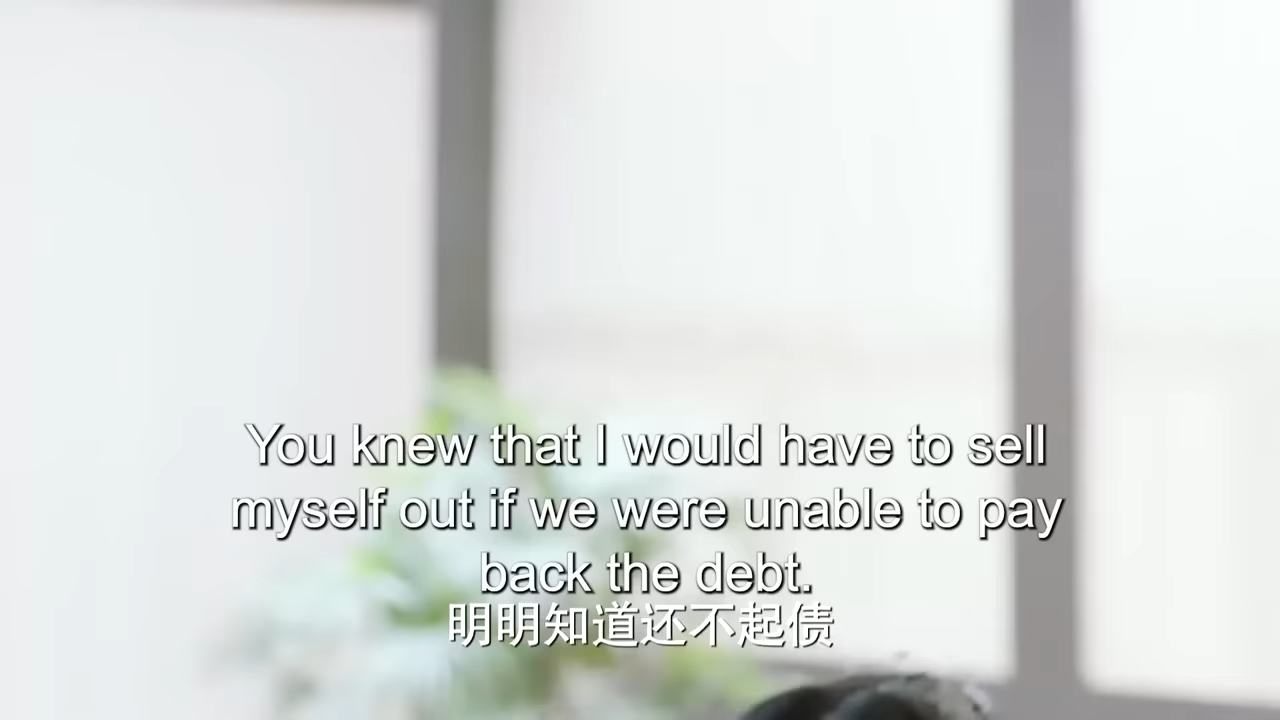 You knew that I would have to sell
myself out if we were unable to pay
back the debt.
明明知道还不起债